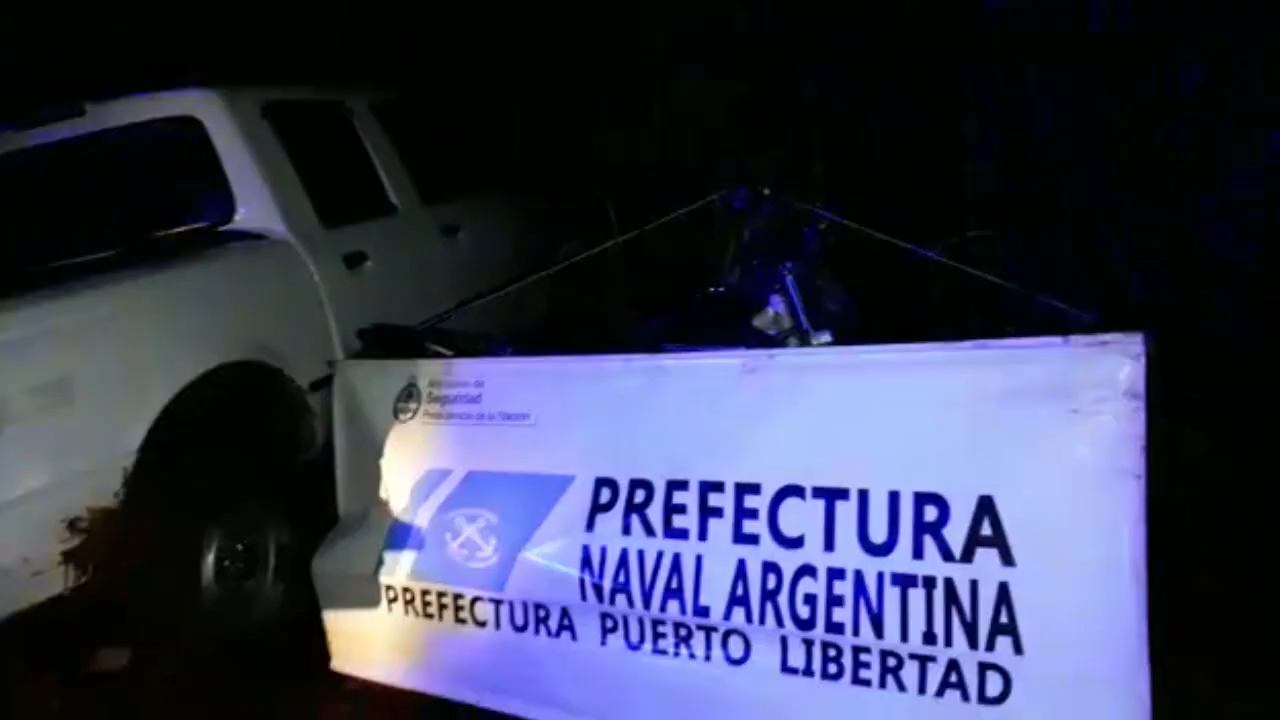 Ministerio de
Seguridad
Presidencia de la Nación
PREFECTURA
NAVAL ARGENTINA
PREFECTURA PUERTO LIBERTAD